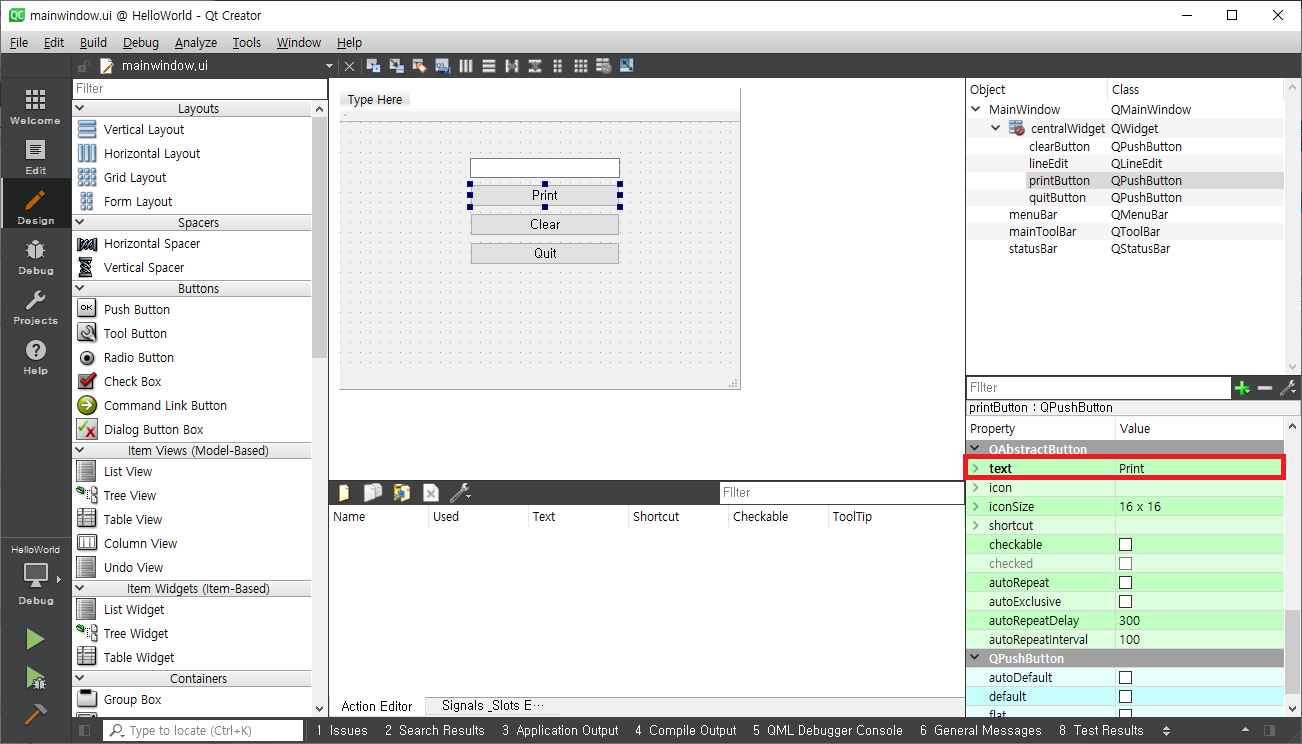 mainwindow.ui @ HelloWorld - Qt Creator
File Edit Build Debug Analyze Tools Window Help
mainwindow.ui
Welcome
Edit
Design
Debug
Projects
Help
HelloWorld
Debug
Filter
Layouts
Vertical Layout
Horizontal Layout
Grid Layout
Form Layout
Spacers
Horizontal Spacer
Vertical Spacer
Buttons
OK Push Button
Tool Button
Radio Button
Check Box
Command Link Button
Dialog Button Box
Item Views (Model-Based)
List View
Tree View
Table View
Column View
Undo View
Item Widgets (Item-Based)
List Widget
Tree Widget
Table Widget
Containers
Group Box
Type Here
Print
Clear
Quit
Filter
Name Used Text Shortcut Checkable ToolTip
Action Editor Signals _Slots E···
Object Class
MainWindow QMainWindow
centralWidget QWidget
clearButton QPushButton
lineEdit QLineEdit
printButton QPushButton
quitButton QPushButton
menuBar QMenuBar
mainToolBar QToolBar
statusBar QStatusBar
Filter
printButton : QPushButton
Property Value
QAbstractButton
text Print
icon
iconSize 16 x 16
shortcut
checkable
checked
autoRepeat
autoExclusive
autoRepeatDelay 300
autoRepeatInterval 100
QPushButton
autoDefault
default
flat
Type to locate (Ctrl+K) 1 Issues 2 Search Results 3 Application Output 4 Compile Output 5 QML Debugger Console 6 General Messages 8 Test Results